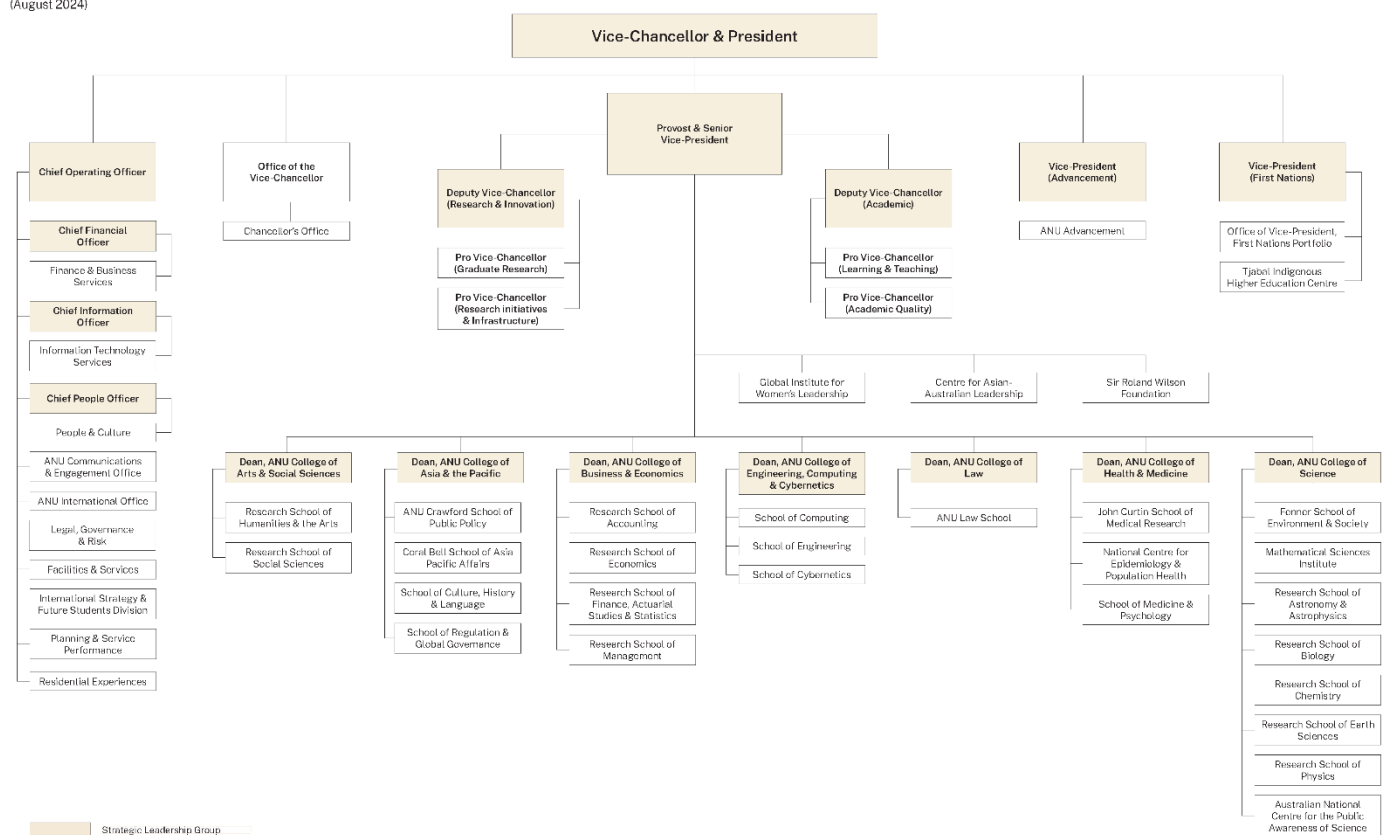 (August 2024)
Vice-Chancellor & President
Provost & Senior
Vice-President
Chief Operating Officer
Office of the
Vice-Chancellor
Deputy Vice-Chancellor
(Research & Innovation)
Deputy Vice-Chancellor
(Academic)
Vice-President
(Advancement)
Vice-President
(First Nations)
Chief Financial
Officer
Finance & Business
Services
Chief Information
Officer
Information Technology
Services
Chief People Officer
People & Culture
ANU Communications
& Engagement Office
ANU International Office
Legal, Governance
& Risk
Facilities & Services
International Strategy &
Future Students Division
Planning & Service
Performance
Residential Experiences
Chancellor's Office
Pro Vice-Chancellor
(Graduate Research)
Pro Vice-Chancellor
(Research initiatives
& Infrastructure)
Pro Vice-Chancellor
(Learning & Teaching)
Pro Vice-Chancellor
(Academic Quality)
ANU Advancement
Office of Vice-President,
First Nations Portfolio
Tjabal Indigenous
Higher Education Centre
Global Institute for
Women's Leadership
Centre for Asian-
Australian Leadership
Sir Roland Wilson
Foundation
Dean, ANU College of
Arts & Social Sciences
Research School of
Humanities & the Arts
Research School of
Social Sciences
Dean, ANU College of
Asia & the Pacific
ANU Crawford School of
Public Policy
Coral Bell School of Asia
Pacific Affairs
School of Culture, History
& Language
School of Regulation &
Global Governance
Dean, ANU College of
Business & Economics
Research School of
Accounting
Research School of
Economics
Research School of
Finance, Actuarial
Studies & Statistics
Research School of
Management
Dean, ANU College of
Engineering, Computing
& Cybernetics
School of Computing
School of Engineering
School of Cybernetics
Dean, ANU College of
Law
ANU Law School
Dean, ANU College of
Health & Medicine
John Curtin School of
Medical Research
National Centre for
Epidemiology &
Population Health
School of Medicine &
Psychology
Dean, ANU College of
Science
Fenner School of
Environment & Society
Mathematical Sciences
Institute
Research School of
Astronomy &
Astrophysics
Research School of
Biology
Research School of
Chemistry
Research School of Earth
Sciences
Research School of
Physics
Australian National
Centre for the Public
Awareness of Science
Strategic Leadership Group